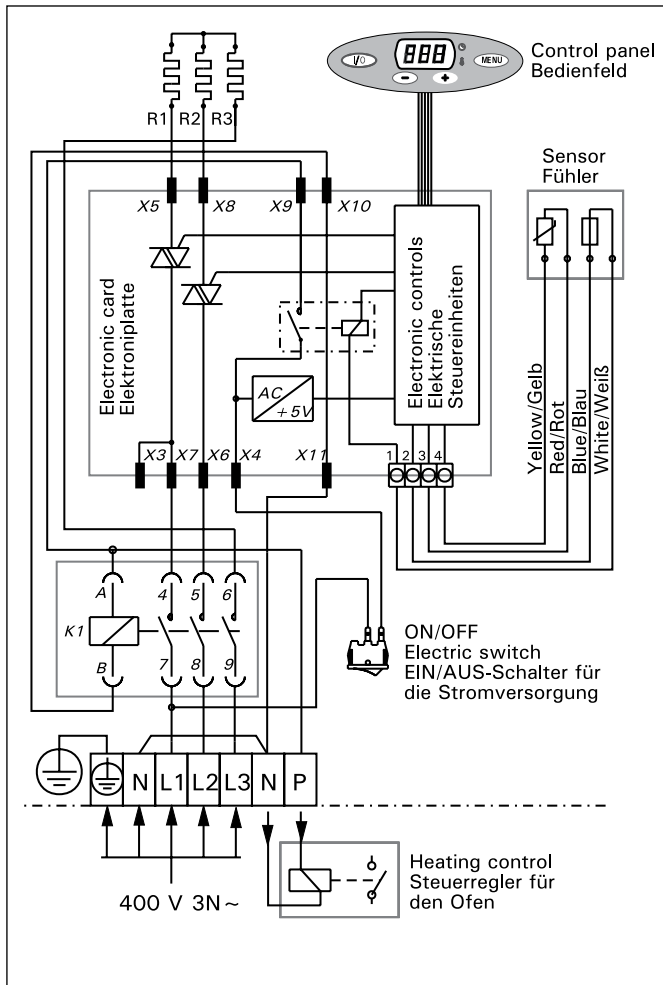 I/O
888
MENU
−
+
Control panel
Bedienfeld
R1
R2
R3
Sensor
Fühler
X5
X8
X9
X10
Electronic card
Elektroniplatte
Electronic controls
Elektrische
Steuereinheiten
AC
+5V
Yellow/Gelb
Red/Rot
Blue/Blau
White/Weiß
X3
X7
X6
X4
X11
1
2
3
4
A
4
5
6
K1
B
7
8
9
ON/OFF
Electric switch
EIN/AUS-Schalter für
die Stromversorgung
N
L1
L2
L3
N
P
400 V 3N~
Heating control
Steuerregler für
den Ofen